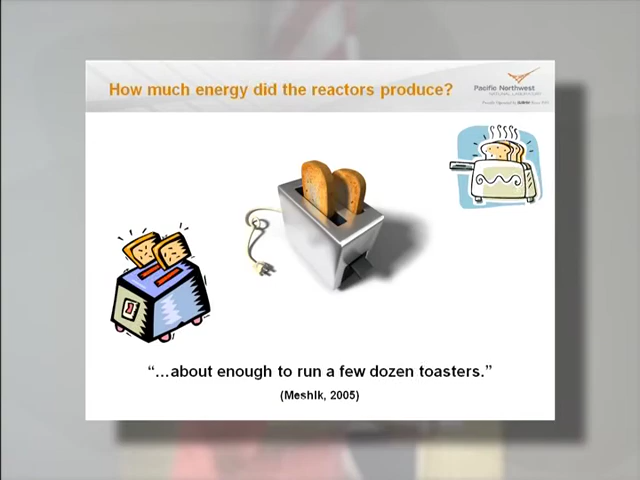 How much energy did the reactors produce?
Pacific Northwest
NATIONAL LABORATORY
“…about enough to run a few dozen toasters.”
(Meshik, 2005)